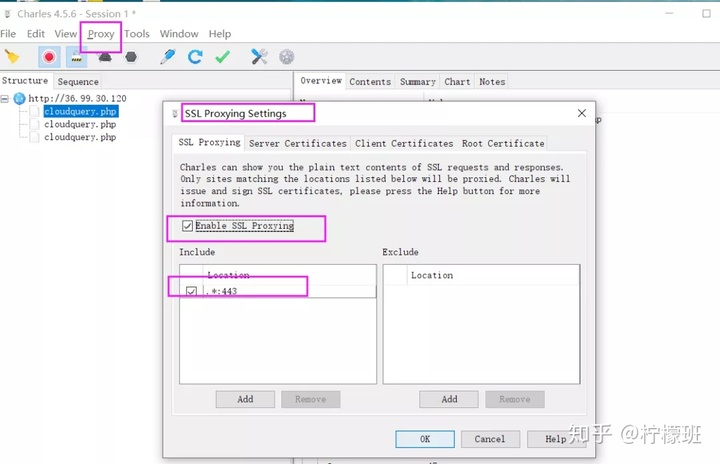 Charles 4.5.6 - Session 1 *
File Edit View Proxy Tools Window Help
Structure Sequence
Overview Contents Summary Chart Notes
http://36.99.30.120
cloudquery.php
cloudquery.php
cloudquery.php
SSL Proxying Settings
SSL Proxying Server Certificates Client Certificates Root Certificate
Charles can show you the plain text contents of SSL requests and responses.
Only sites matching the locations listed below will be proxied. Charles will
issue and sign SSL certificates, please press the Help button for more
information.
Enable SSL Proxying
Include Exclude
Location Location
.*:443
Add Remove Add Remove
OK Cancel Help
知乎 @柠檬班